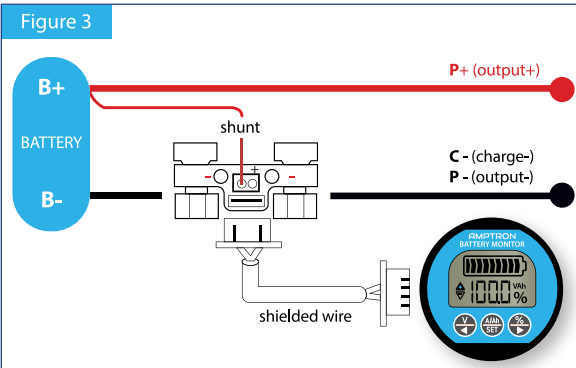 Figure 3
B+
P+ (output+)
shunt
BATTERY
+
- -
C - (charge-)
P - (output-)
B-
AMPTRON
BATTERY MONITOR
100.0 VAh
%
V
A/Ah
SET
%
shielded wire